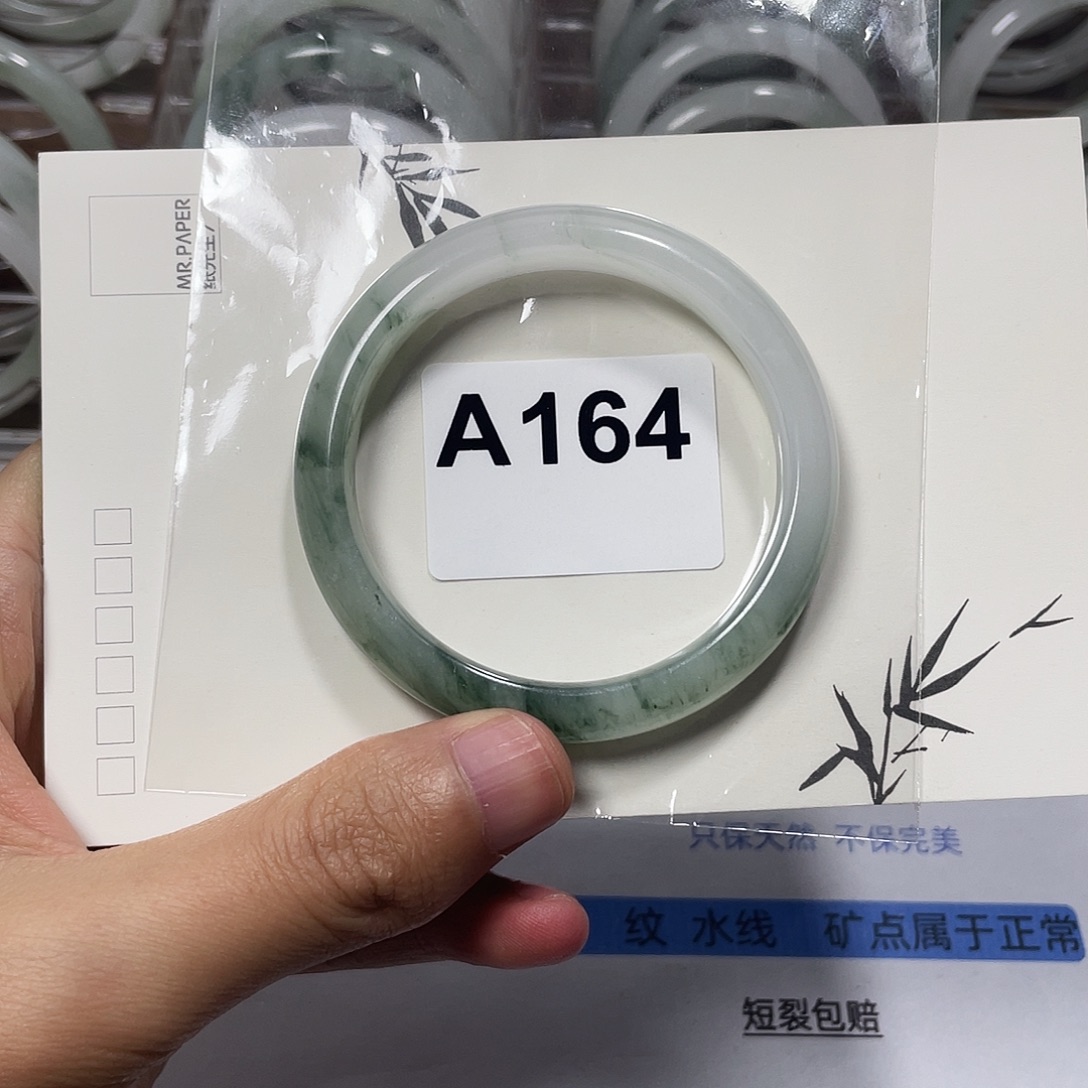 MR.PAPER
纸先生
A164
只保天然 不保完美
纹 水线 矿点属于正常
短裂包赔